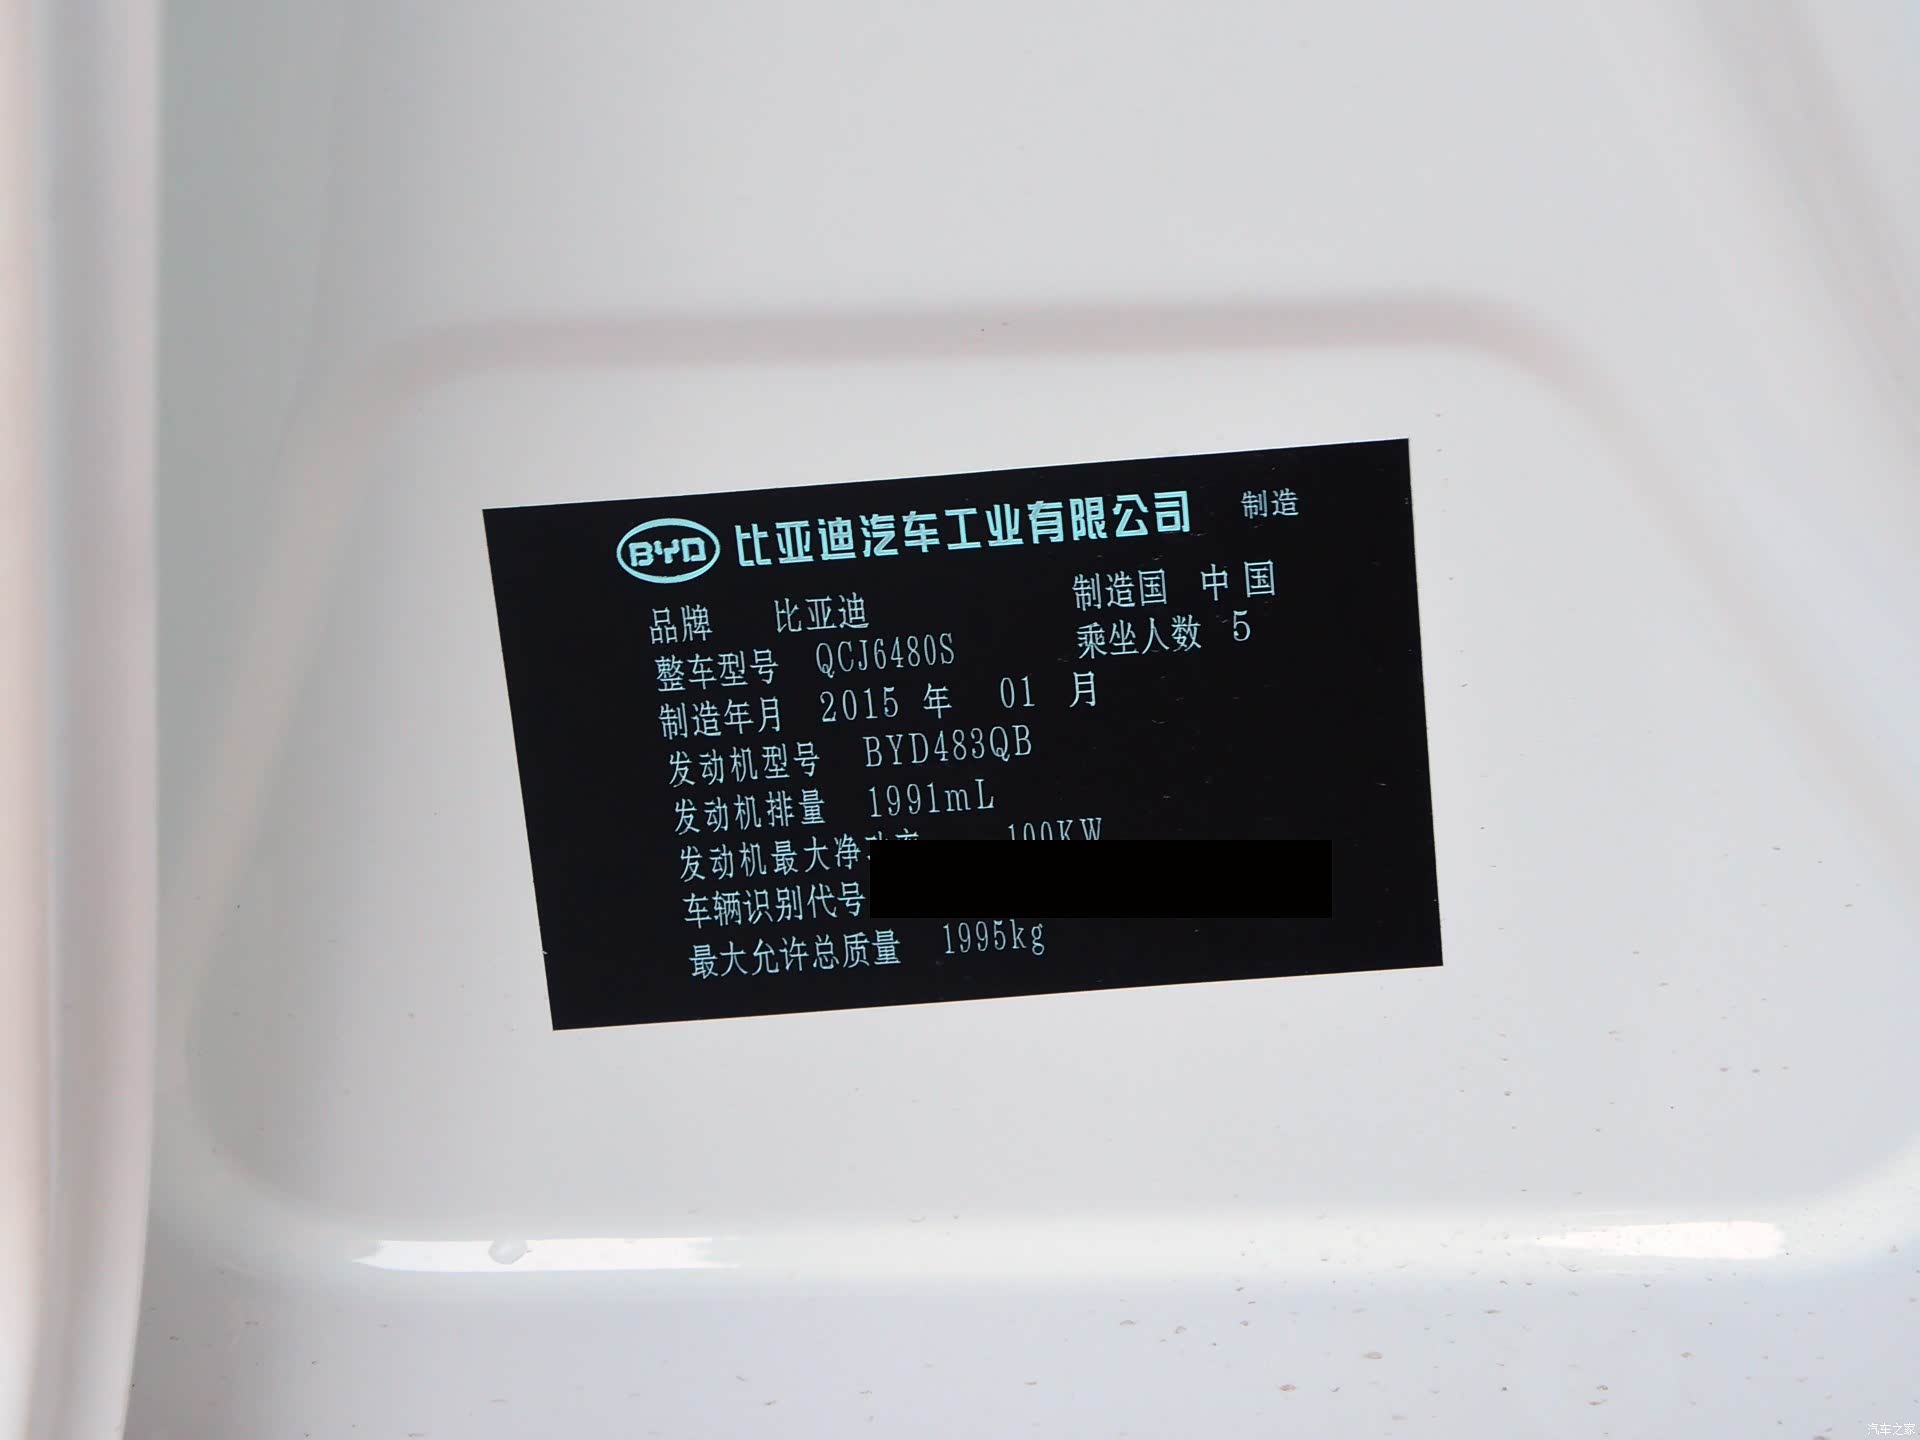 BYD 比亚迪汽车工业有限公司 制造
品牌 比亚迪 制造国 中国
整车型号 QCJ6480S 乘坐人数 5
制造年月 2015 年 01 月
发动机型号 BYD483QB
发动机排量 1991mL
发动机最大净功率 100KW
车辆识别代号
最大允许总质量 1995kg
汽车之家